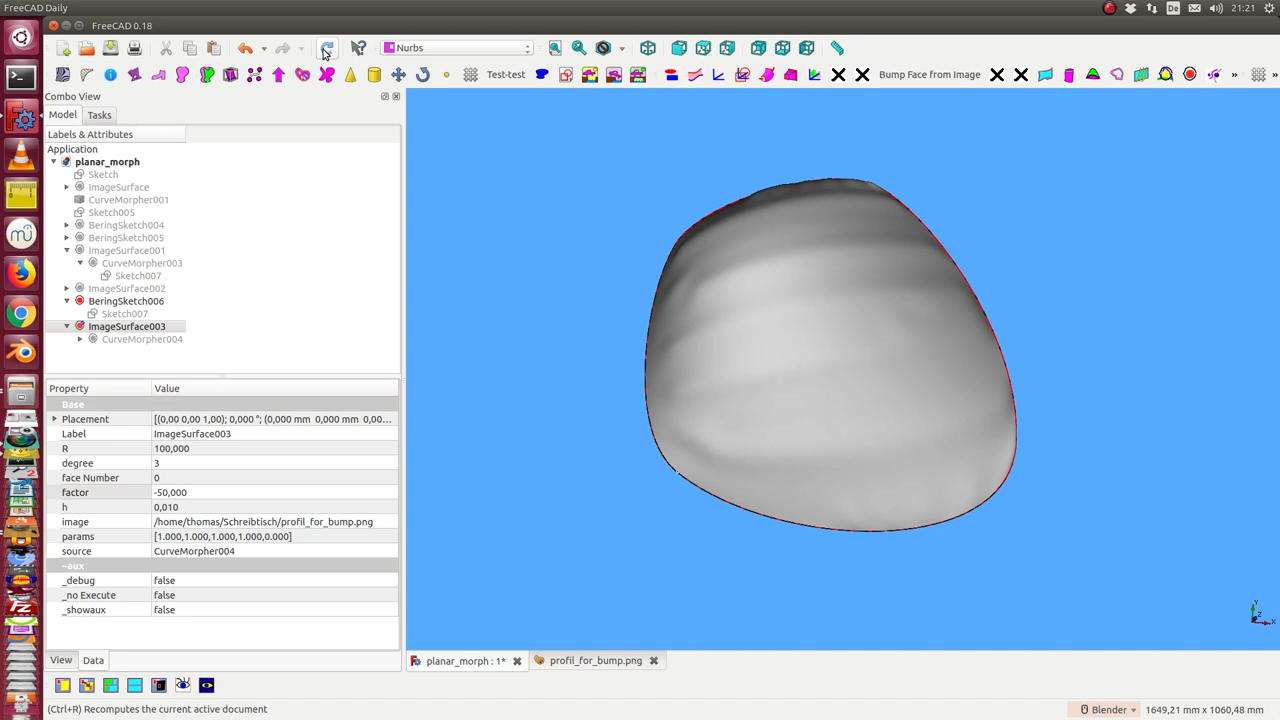 FreeCAD Daily
De
21:21
FreeCAD 0.18
Nurbs
Test-test
Bump Face from Image
»
»
Combo View
Model
Tasks
Labels & Attributes
Application
planar_morph
Sketch
ImageSurface
CurveMorpher001
Sketch005
BeringSketch004
BeringSketch005
ImageSurface001
CurveMorpher003
Sketch007
ImageSurface002
BeringSketch006
Sketch007
ImageSurface003
CurveMorpher004
Property Value
Base
Placement [(0,00 0,00 1,00); 0,000 °; (0,000 mm 0,000 mm 0,00...
Label ImageSurface003
R 100,000
degree 3
face Number 0
factor -50,000
h 0,010
image /home/thomas/Schreibtisch/profil_for_bump.png
params [1.000,1.000,1.000,1.000,0.000]
source CurveMorpher004
~aux
_debug false
_no Execute false
_showaux false
Y
X
View
Data
planar_morph : 1*
profil_for_bump.png
(Ctrl+R) Recomputes the current active document
Blender
1649,21 mm x 1060,48 mm